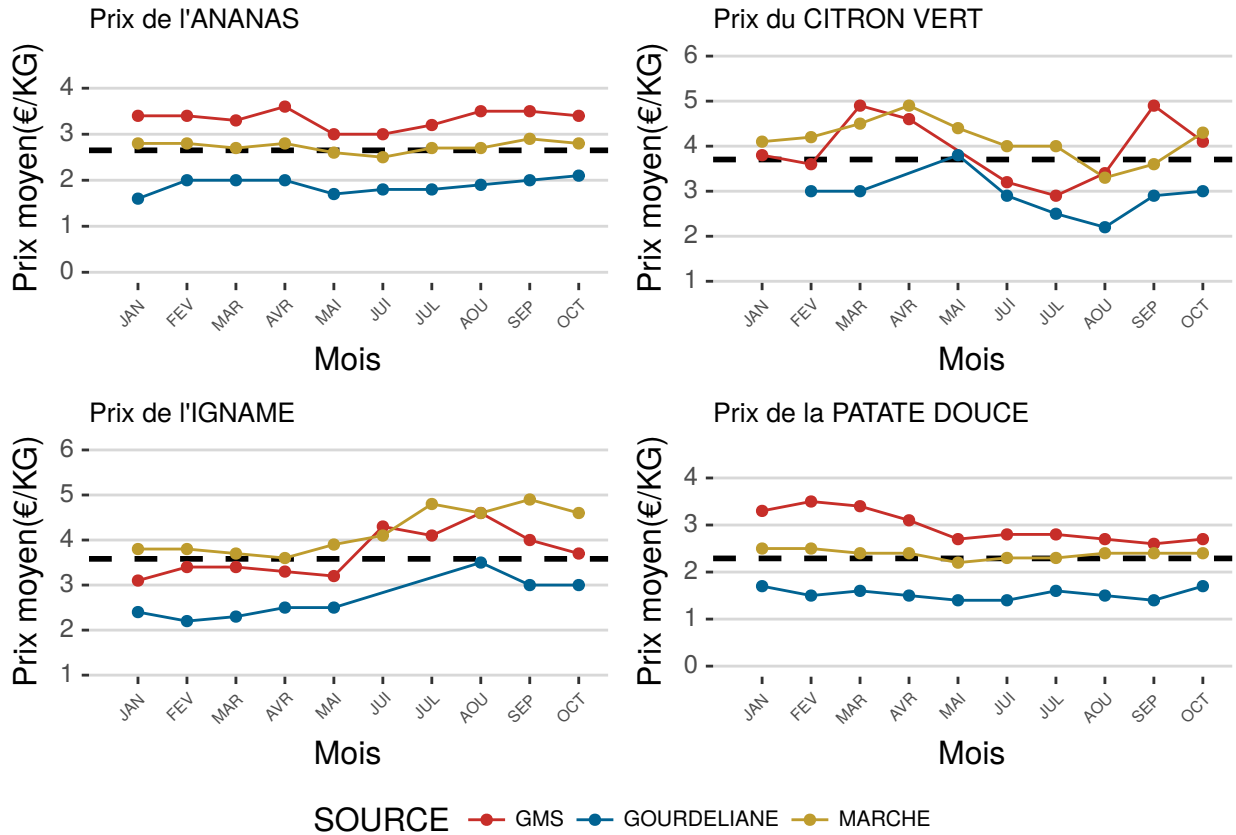 Prix de l'ANANAS
Prix moyen(€/KG)
4
3
2
1
0
JAN FEV MAR AVR MAI JUI JUL AOU SEP OCT
Mois
Prix du CITRON VERT
Prix moyen(€/KG)
6
5
4
3
2
1
JAN FEV MAR AVR MAI JUI JUL AOU SEP OCT
Mois
Prix de l'IGNAME
Prix moyen(€/KG)
6
5
4
3
2
1
JAN FEV MAR AVR MAI JUI JUL AOU SEP OCT
Mois
Prix de la PATATE DOUCE
Prix moyen(€/KG)
4
3
2
1
0
JAN FEV MAR AVR MAI JUI JUL AOU SEP OCT
Mois
SOURCE GMS GOURDELIANE MARCHE